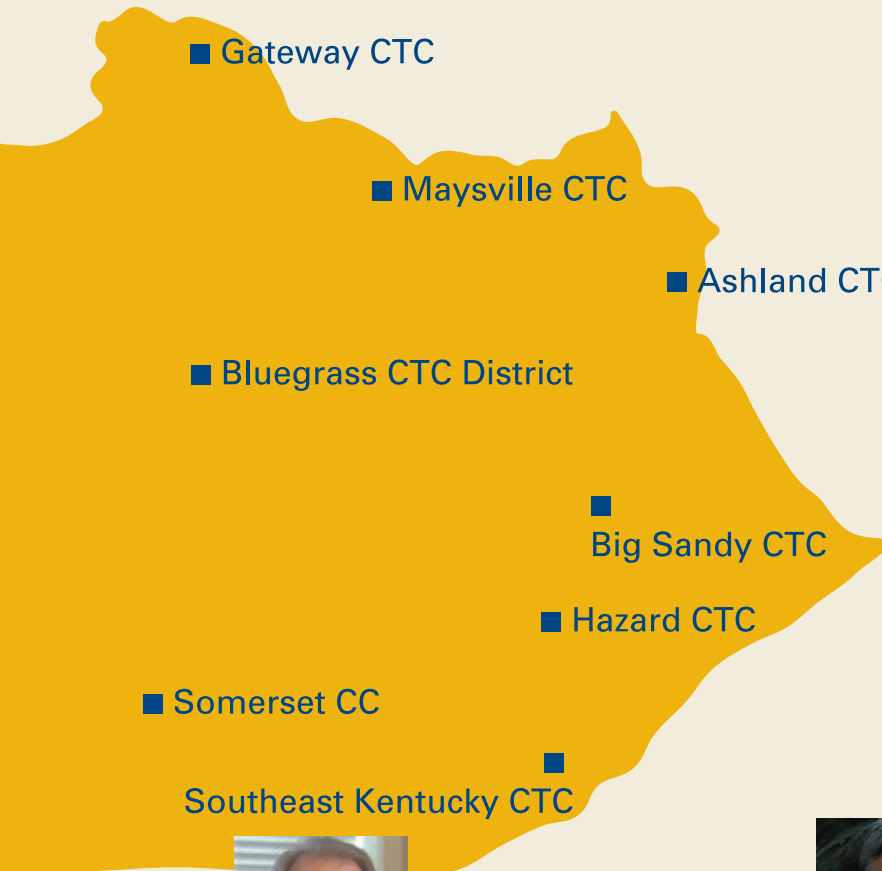 Gateway CTC
Maysville CTC
Ashland CT
Bluegrass CTC District
Big Sandy CTC
Hazard CTC
Somerset CC
Southeast Kentucky CTC